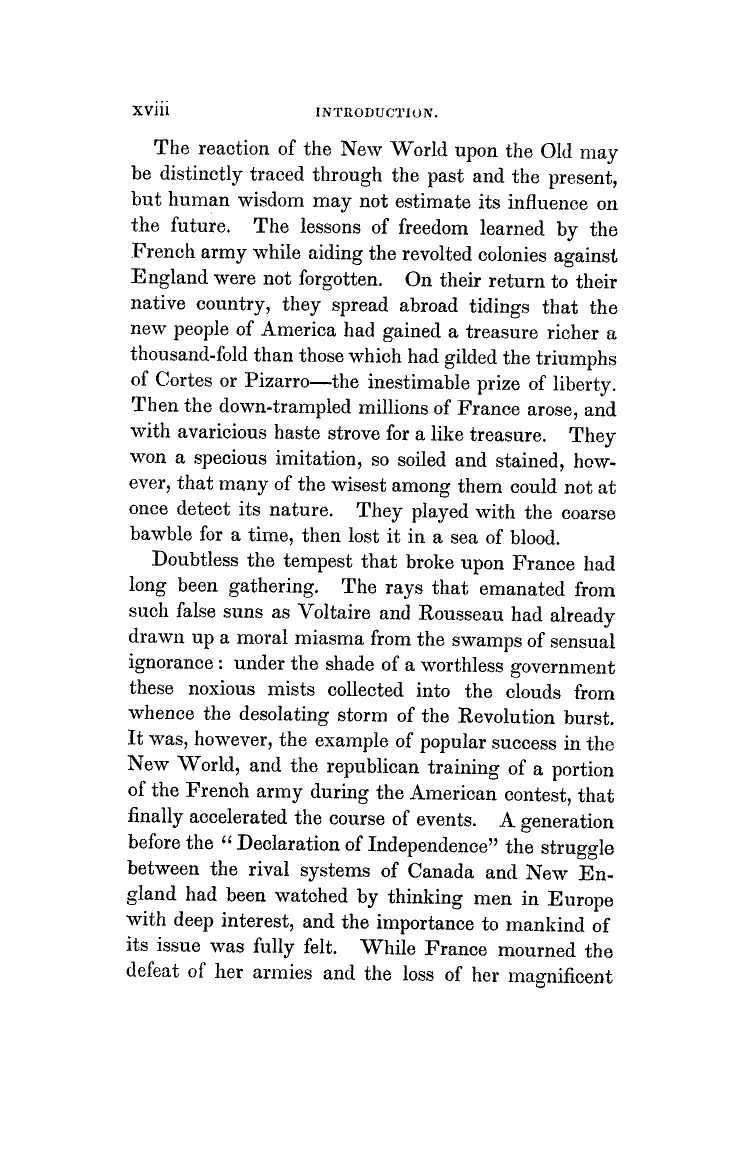 xviii INTRODUCTION.
The reaction of the New World upon the Old may
be distinctly traced through the past and the present,
but human wisdom may not estimate its influence on
the future. The lessons of freedom learned by the
French army while aiding the revolted colonies against
England were not forgotten. On their return to their
native country, they spread abroad tidings that the
new people of America had gained a treasure richer a
thousand-fold than those which had gilded the triumphs
of Cortes or Pizarro—the inestimable prize of liberty.
Then the down-trampled millions of France arose, and
with avaricious haste strove for a like treasure. They
won a specious imitation, so soiled and stained, how-
ever, that many of the wisest among them could not at
once detect its nature. They played with the coarse
bawble for a time, then lost it in a sea of blood.
Doubtless the tempest that broke upon France had
long been gathering. The rays that emanated from
such false suns as Voltaire and Rousseau had already
drawn up a moral miasma from the swamps of sensual
ignorance : under the shade of a worthless government
these noxious mists collected into the clouds from
whence the desolating storm of the Revolution burst.
It was, however, the example of popular success in the
New World, and the republican training of a portion
of the French army during the American contest, that
finally accelerated the course of events. A generation
before the “ Declaration of Independence” the struggle
between the rival systems of Canada and New En-
gland had been watched by thinking men in Europe
with deep interest, and the importance to mankind of
its issue was fully felt. While France mourned the
defeat of her armies and the loss of her magnificent